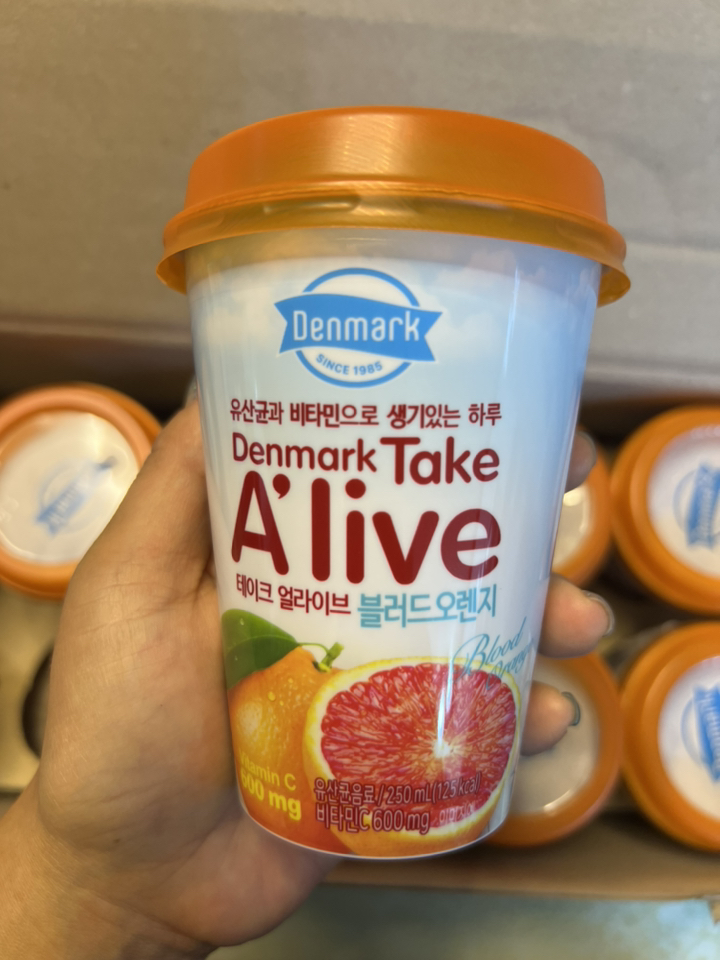 Denmark
SINCE 1985
유산균과 비타민으로 생기있는 하루
Denmark Take
A'live
테이크 얼라이브 블러드오렌지
Blood
Orange
Vitamin C
600 mg
유산균음료 / 250 mL(125 kcal)
비타민C 600 mg